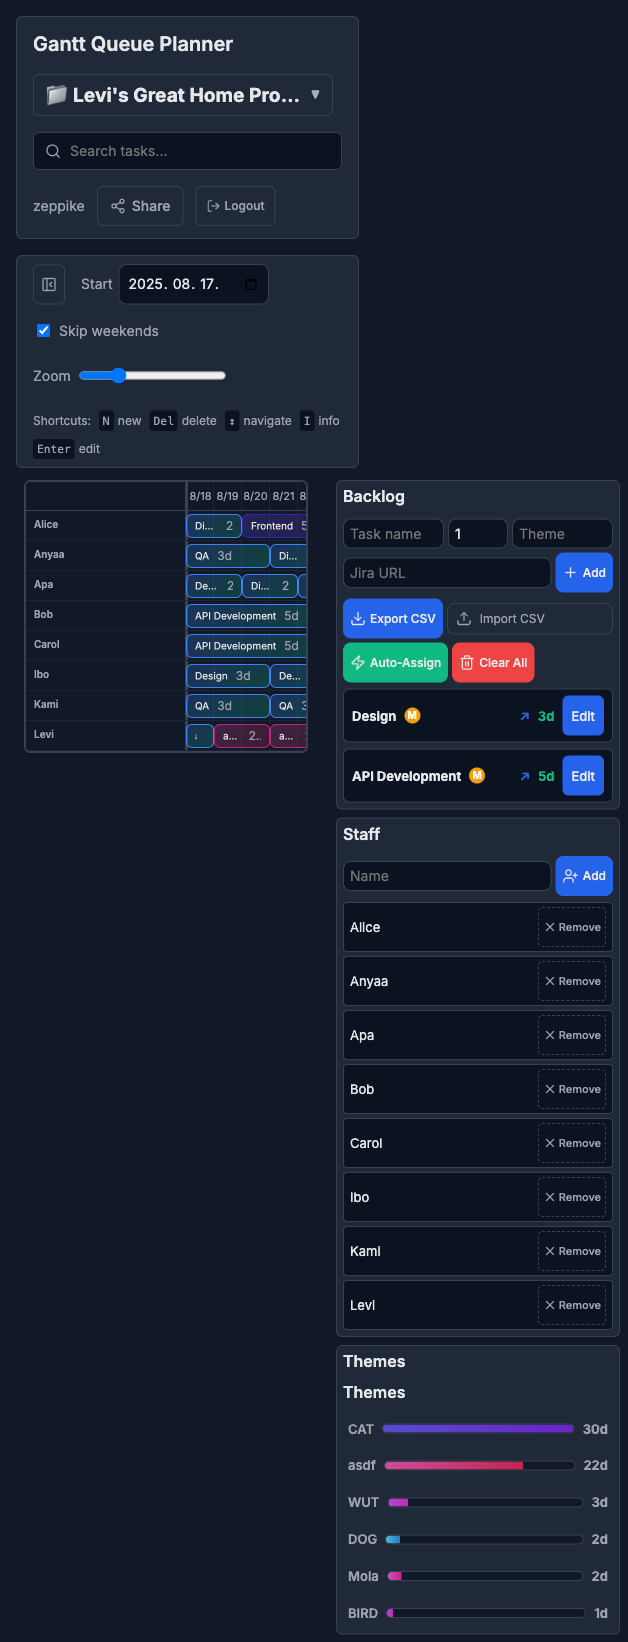 Gantt Queue Planner
📁 Levi's Great Home Pro... ▼
Search tasks...
zeppike Share Logout
Start 2025. 08. 17.
Skip weekends
Zoom
Shortcuts: N new Del delete ↕ navigate I info
Enter edit
8/18 8/19 8/20 8/21 8
Alice Di... 2 Frontend 5
Anyaa QA 3d Di...
Apa De... 2 Di... 2
Bob API Development 5d
Carol API Development 5d
Ibo Design 3d De...
Kami QA 3d QA 3
Levi a... 2.. a...
Backlog
Task name 1 Theme
Jira URL + Add
Export CSV Import CSV
Auto-Assign Clear All
Design M ↗ 3d Edit
API Development M ↗ 5d Edit
Staff
Name Add
Alice × Remove
Anyaa × Remove
Apa × Remove
Bob × Remove
Carol × Remove
Ibo × Remove
Kami × Remove
Levi × Remove
Themes
Themes
CAT 30d
asdf 22d
WUT 3d
DOG 2d
Mola 2d
BIRD 1d